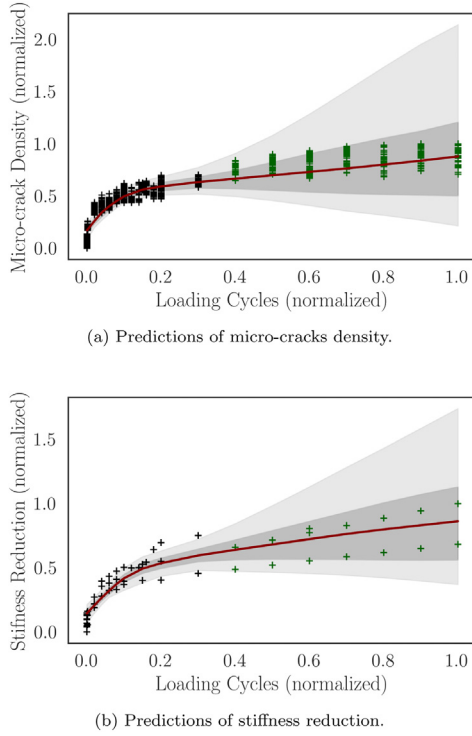 Micro-crack Density (normalized)
2.0
1.5
1.0
0.5
0.0
0.0 0.2 0.4 0.6 0.8 1.0
Loading Cycles (normalized)
(a) Predictions of micro-cracks density.
Stifness Reduction (normalized)
1.5
1.0
0.5
0.0
0.0 0.2 0.4 0.6 0.8 1.0
Loading Cycles (normalized)
(b) Predictions of stiffness reduction.